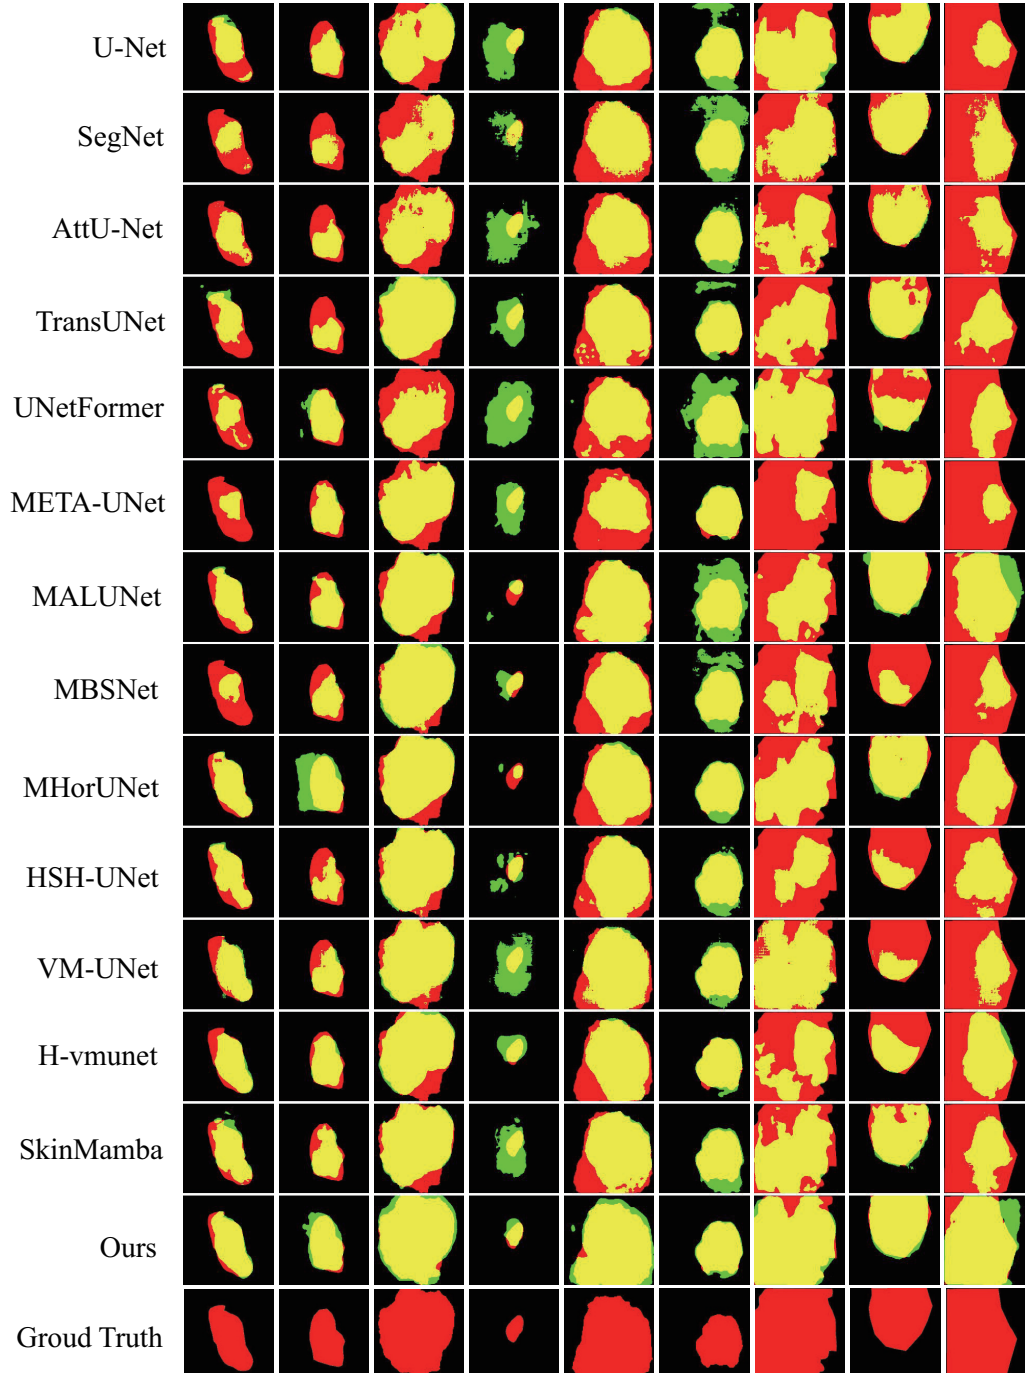 U-Net
SegNet
AttU-Net
TransUNet
UNetFormer
META-UNet
MALUNet
MBSNet
MHorUNet
HSH-UNet
VM-UNet
H-vmunet
SkinMamba
Ours
Groud Truth